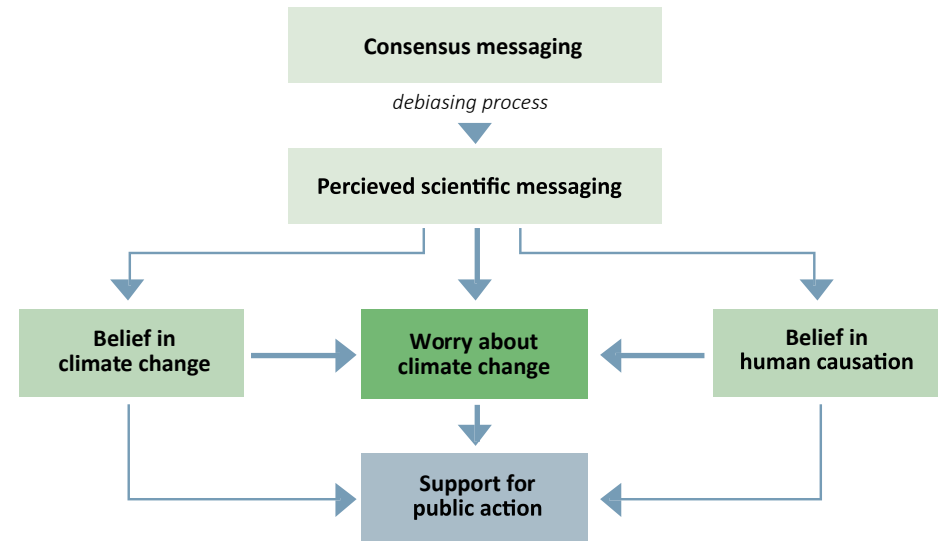 Consensus messaging
debiasing process
Percieved scientific messaging
Belief in
climate change
Worry about
climate change
Belief in
human causation
Support for
public action